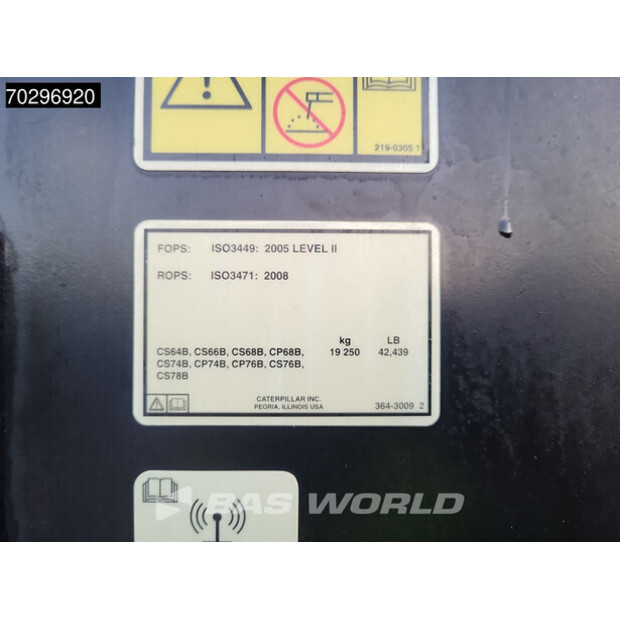 70296920
219-0305 1
FOPS: ISO3449: 2005 LEVEL II
ROPS: ISO3471: 2008
kg LB
CS64B, CS66B, CS68B, CP68B, 19 250 42,439
CS74B, CP74B, CP76B, CS76B,
CS78B
CATERPILLAR INC.
PEORIA, ILLINOIS USA
364-3009 2
BAS WORLD